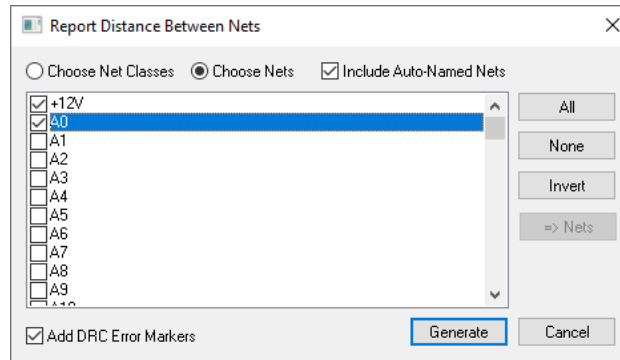 Report Distance Between Nets
Choose Net Classes Choose Nets Include Auto-Named Nets
+12V
A0
A1
A2
A3
A4
A5
A6
A7
A8
A9
All
None
Invert
=> Nets
Add DRC Error Markers
Generate
Cancel